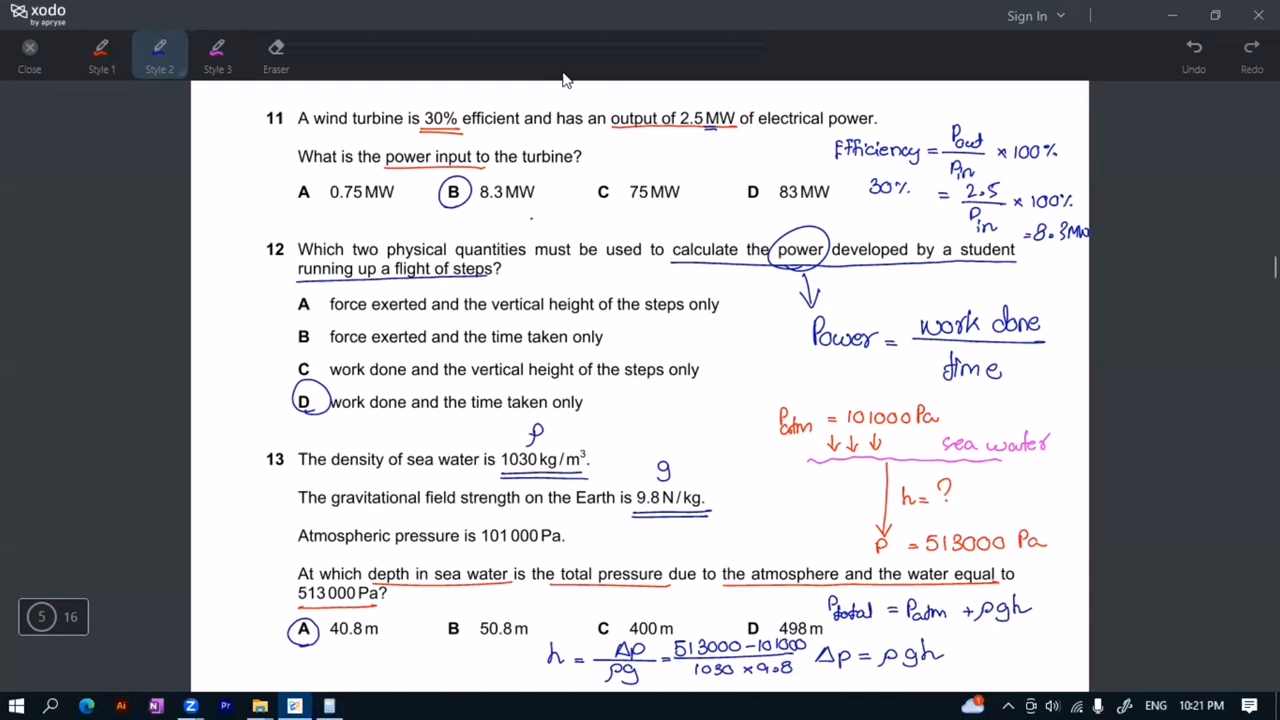 xodo
by apryse
Sign In
Close
Style 1
Style 2
Style 3
Eraser
Undo
Redo
11 A wind turbine is 30% efficient and has an output of 2.5 MW of electrical power.
What is the power input to the turbine?
A 0.75 MW B 8.3 MW C 75 MW D 83 MW
Efficiency = Pout / Pin × 100%
30% = 2.5 / Pin × 100%
= 8.3 MW
12 Which two physical quantities must be used to calculate the power developed by a student
running up a flight of steps?
A force exerted and the vertical height of the steps only
B force exerted and the time taken only
C work done and the vertical height of the steps only
D work done and the time taken only
Power = work done / time
Patm = 101000 Pa
sea water
h = ?
P = 513000 Pa
ρ
13 The density of sea water is 1030 kg/m³.
g
The gravitational field strength on the Earth is 9.8 N/kg.
Atmospheric pressure is 101 000 Pa.
At which depth in sea water is the total pressure due to the atmosphere and the water equal to
513 000 Pa?
Ptotal = Patm + ρgh
A 40.8 m B 50.8 m C 400 m D 498 m
h = Δp / ρg = 513000 − 101000 / 1030 × 9.8
Δp = ρgh
5 16
ENG 10:21 PM